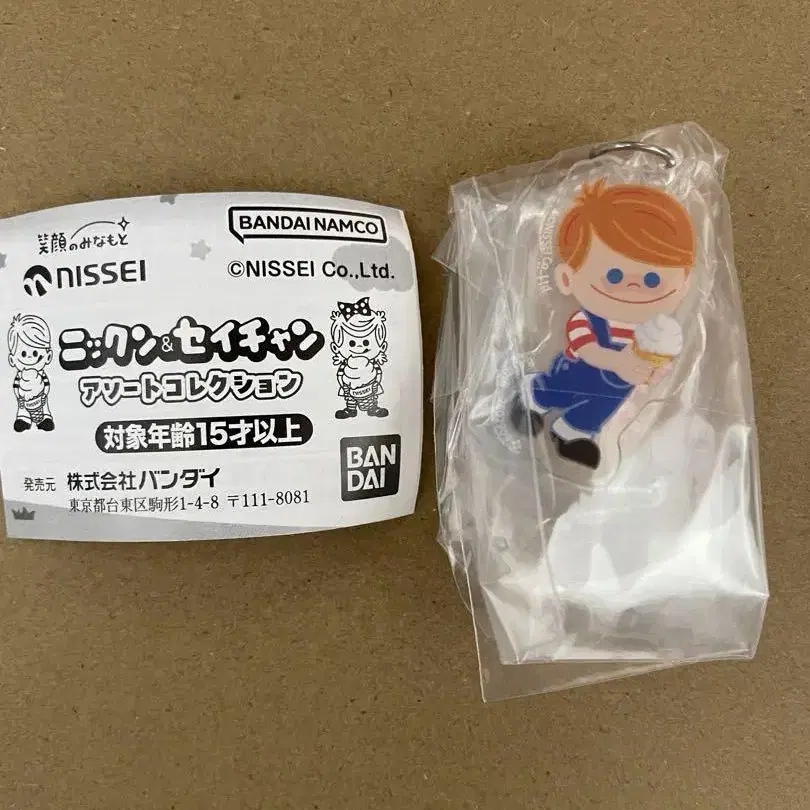 笑顔のみなもと
NISSEI
BANDAI NAMCO
©NISSEI Co.,Ltd.
ニックン&セイチャン
アソートコレクション
対象年齢15才以上
発売元 株式会社バンダイ
東京都台東区駒形1-4-8 〒111-8081
BAN
DAI
NISSEI
NISSEI